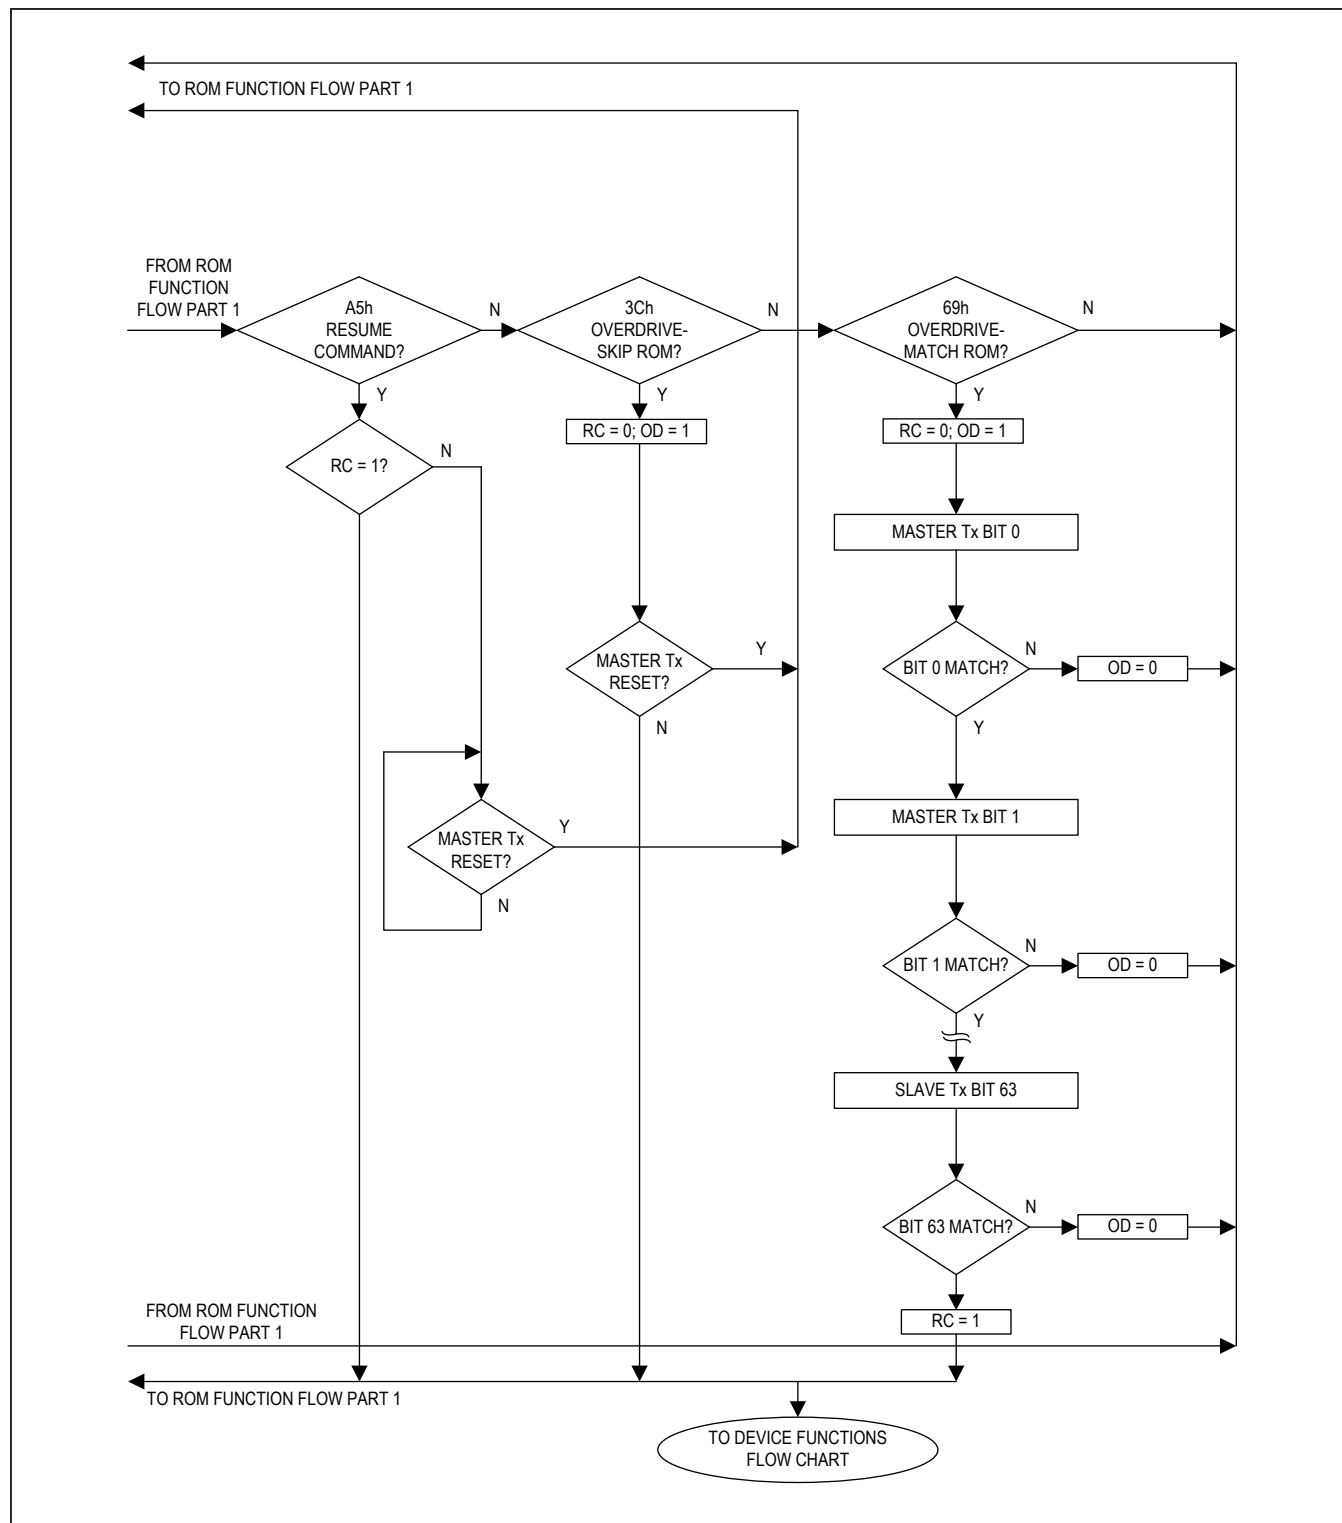 TO ROM FUNCTION FLOW PART 1
FROM ROM
FUNCTION
FLOW PART 1
A5h
RESUME
COMMAND?
N
3Ch
OVERDRIVE-
SKIP ROM?
N
69h
OVERDRIVE-
MATCH ROM?
N
Y
Y
Y
RC = 0; OD = 1
RC = 0; OD = 1
RC = 1?
N
MASTER Tx BIT 0
MASTER Tx
RESET?
Y
N
BIT 0 MATCH?
N
OD = 0
Y
MASTER Tx BIT 1
MASTER Tx
RESET?
Y
N
BIT 1 MATCH?
N
OD = 0
Y
SLAVE Tx BIT 63
BIT 63 MATCH?
N
OD = 0
RC = 1
FROM ROM FUNCTION
FLOW PART 1
TO ROM FUNCTION FLOW PART 1
TO DEVICE FUNCTIONS
FLOW CHART